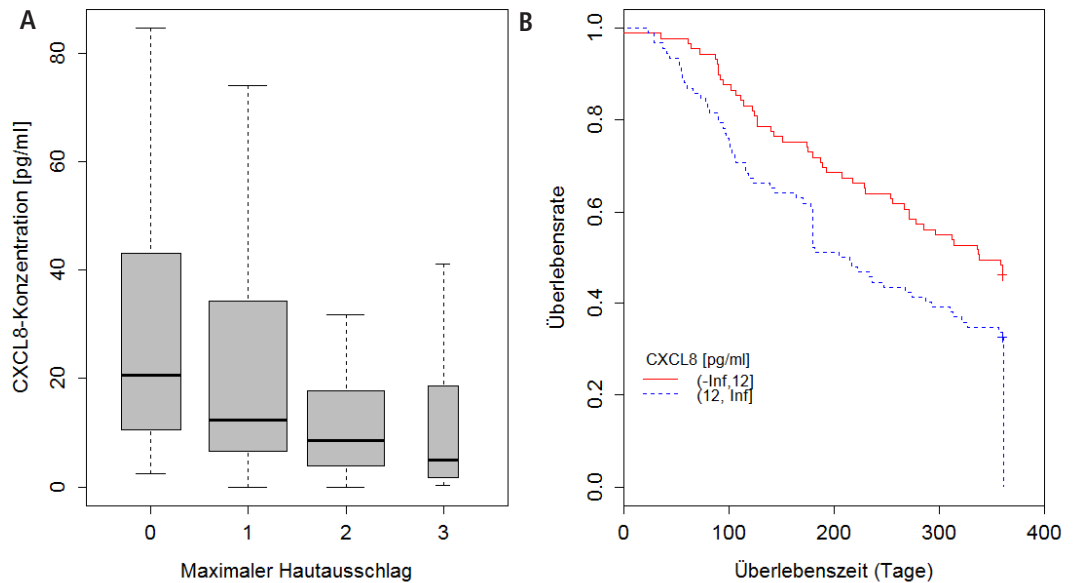 A
CXCL8-Konzentration [pg/ml]
80
60
40
20
0
0 1 2 3
Maximaler Hautausschlag
B
Überlebensrate
1.0
0.8
0.6
0.4
0.2
0.0
CXCL8 [pg/ml]
(-Inf,12]
(12, Inf]
0 100 200 300 400
Überlebenszeit (Tage)